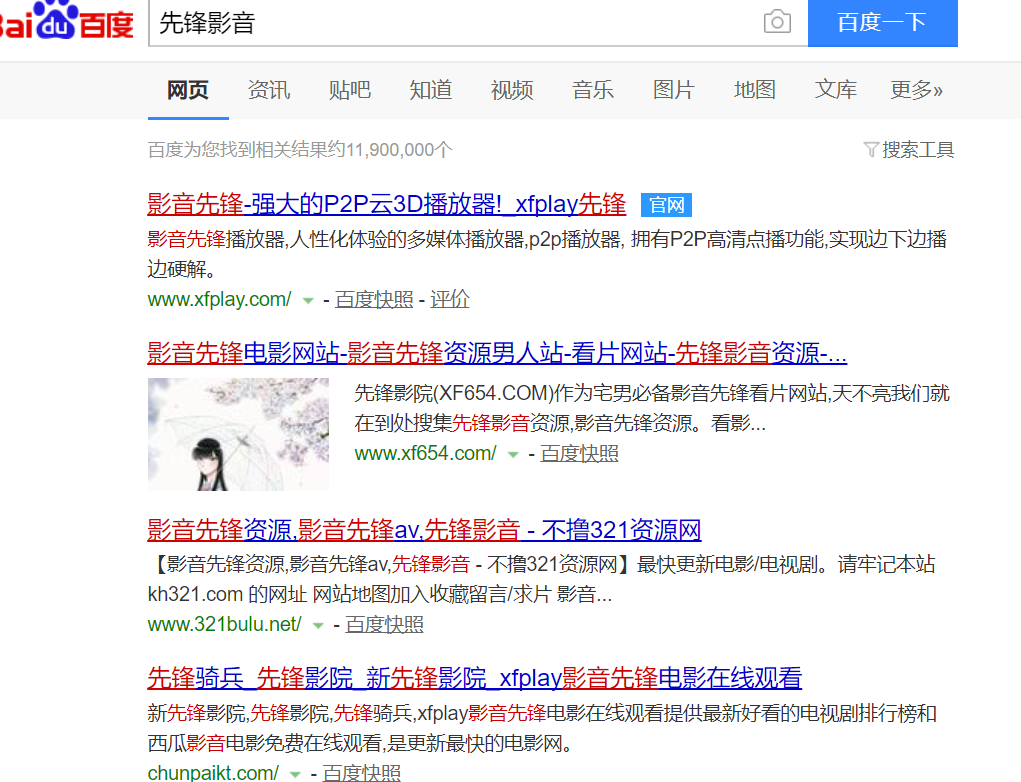 Bai du 百度 先锋影音 百度一下
网页 资讯 贴吧 知道 视频 音乐 图片 地图 文库 更多»
百度为您找到相关结果约11,900,000个 搜索工具
影音先锋-强大的P2P云3D播放器!_xfplay先锋 官网
影音先锋播放器,人性化体验的多媒体播放器,p2p播放器, 拥有P2P高清点播功能,实现边下边播
边硬解。
www.xfplay.com/ - 百度快照 - 评价
影音先锋电影网站-影音先锋资源男人站-看片网站-先锋影音资源-...
先锋影院(XF654.COM)作为宅男必备影音先锋看片网站,天不亮我们就
在到处搜集先锋影音资源,影音先锋资源。看影...
www.xf654.com/ - 百度快照
影音先锋资源,影音先锋av,先锋影音 - 不撸321资源网
【影音先锋资源,影音先锋av,先锋影音 - 不撸321资源网】最快更新电影/电视剧。请牢记本站
kh321.com 的网址 网站地图加入收藏留言/求片 影音...
www.321bulu.net/ - 百度快照
先锋骑兵_先锋影院_新先锋影院_xfplay影音先锋电影在线观看
新先锋影院,先锋影院,先锋骑兵,xfplay影音先锋电影在线观看提供最新好看的电视剧排行榜和
西瓜影音电影免费在线观看,是更新最快的电影网。
chunpaikt.com/ - 百度快照